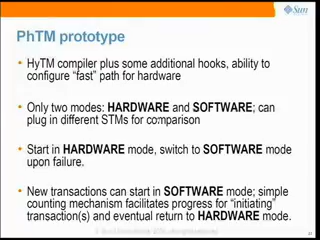 Sun
PhTM prototype
• HyTM compiler plus some additional hooks, ability to
configure “fast” path for hardware
• Only two modes: HARDWARE and SOFTWARE; can
plug in different STMs for comparison
• Start in HARDWARE mode, switch to SOFTWARE mode
upon failure.
• New transactions can start in SOFTWARE mode; simple
counting mechanism facilitates progress for “initiating”
transaction(s) and eventual return to HARDWARE mode.